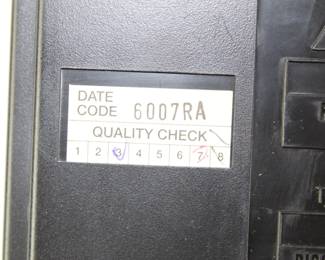 DATE
CODE 6007RA
QUALITY CHECK
1 2 3 4 5 6 7 8